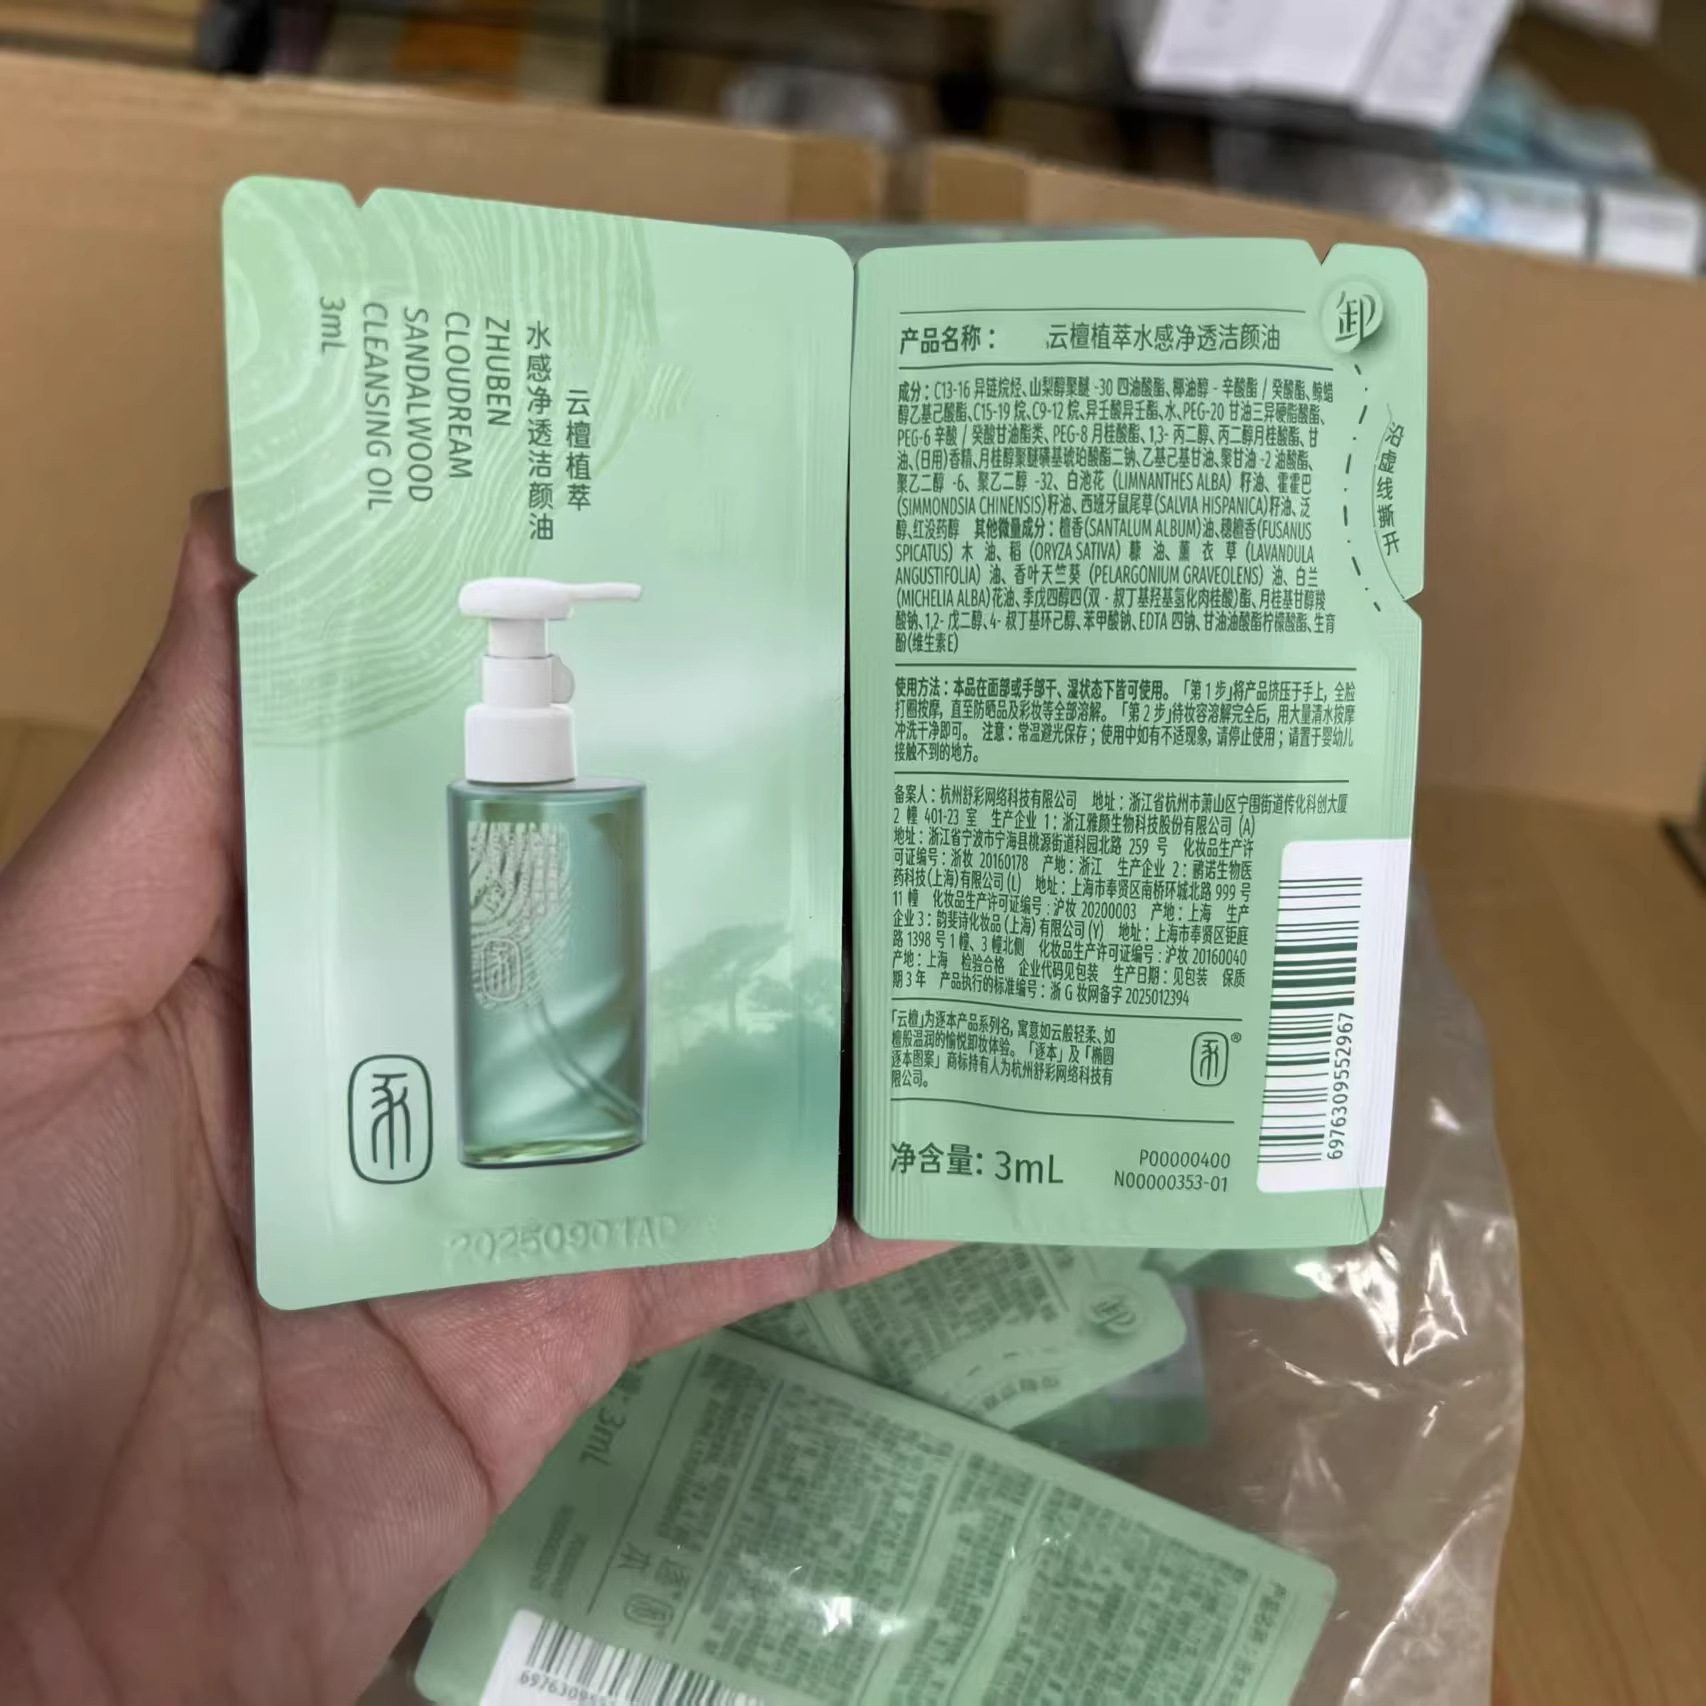 云檀植萃
水感净透洁颜油
ZHUBEN
CLOUDREAM
SANDALWOOD
CLEANSING OIL
3mL
20250901A
卸
沿虚线撕开
产品名称： 云檀植萃水感净透洁颜油
成分：C13-16 异链烷烃、山梨醇聚醚 -30 四油酸酯、椰油醇 - 辛酸酯 / 癸酸酯、鲸蜡
醇乙基己酸酯、C15-19 烷、C9-12 烷、异壬酸异壬酯、水、PEG-20 甘油三异硬脂酸酯、
PEG-6 辛酸 / 癸酸甘油酯类、PEG-8 月桂酸酯、1,3- 丙二醇、丙二醇月桂酸酯、甘
油、(日用)香精、月桂醇聚醚磺基琥珀酸酯二钠、乙基己基甘油、聚甘油 -2 油酸酯、
聚乙二醇 -6、聚乙二醇 -32、白池花 (LIMNANTHES ALBA) 籽油、霍霍巴
(SIMMONDSIA CHINENSIS)籽油、西班牙鼠尾草(SALVIA HISPANICA)籽油、泛
醇、红没药醇 其他微量成分：檀香(SANTALUM ALBUM)油、穗檀香(FUSANUS
SPICATUS) 木 油、稻 (ORYZA SATIVA) 糠 油、薰 衣 草 (LAVANDULA
ANGUSTIFOLIA) 油、香叶天竺葵 (PELARGONIUM GRAVEOLENS) 油、白兰
(MICHELIA ALBA)花油、季戊四醇四(双 - 叔丁基羟基氢化肉桂酸)酯、月桂基甘醇羧
酸钠、1,2- 戊二醇、4- 叔丁基环己醇、苯甲酸钠、EDTA 四钠、甘油油酸酯柠檬酸酯、生育
酚(维生素E)
使用方法：本品在面部或手部干、湿状态下皆可使用。「第 1 步」将产品挤压于手上，全脸
打圈按摩，直至防晒品及彩妆等全部溶解。「第 2 步」待妆容溶解完全后，用大量清水按摩
冲洗干净即可。 注意：常温避光保存；使用中如有不适现象，请停止使用；请置于婴幼儿
接触不到的地方。
备案人：杭州舒彩网络科技有限公司 地址：浙江省杭州市萧山区宁围街道传化科创大厦
2 幢 401-23 室 生产企业 1：浙江雅颜生物科技股份有限公司 (A)
地址：浙江省宁波市宁海县桃源街道科园北路 259 号 化妆品生产许
可证编号：浙妆 20160178 产地：浙江 生产企业 2：鹂诺生物医
药科技(上海)有限公司(L) 地址：上海市奉贤区南桥环城北路 999 号
11 幢 化妆品生产许可证编号：沪妆 20200003 产地：上海 生产
企业 3：韵斐诗化妆品(上海)有限公司(Y) 地址：上海市奉贤区钜庭
路 1398 号 1 幢、3 幢北侧 化妆品生产许可证编号：沪妆 20160040
产地：上海 检验合格 企业代码见包装 生产日期：见包装 保质
期 3 年 产品执行的标准编号：浙 G 妆网备字 2025012394
「云檀」为逐本产品系列名，寓意如云般轻柔、如
檀般温润的愉悦卸妆体验。「逐本」及「椭圆
逐本图案」商标持有人为杭州舒彩网络科技有
限公司。
®
净含量：3mL
P00000400
N00000353-01
6976309552967
3mL